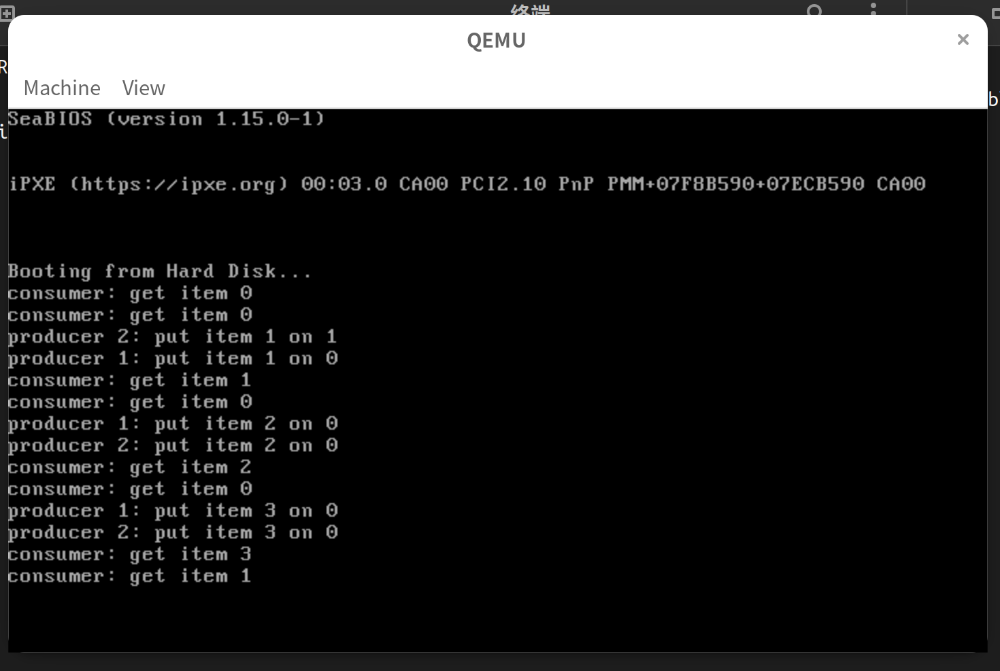 终端
QEMU
Machine View
SeaBIOS (version 1.15.0-1)
iPXE (https://ipxe.org) 00:03.0 CA00 PCI2.10 PnP PMM+07F8B590+07ECB590 CA00
Booting from Hard Disk...
consumer: get item 0
consumer: get item 0
producer 2: put item 1 on 1
producer 1: put item 1 on 0
consumer: get item 1
consumer: get item 0
producer 1: put item 2 on 0
producer 2: put item 2 on 0
consumer: get item 2
consumer: get item 0
producer 1: put item 3 on 0
producer 2: put item 3 on 0
consumer: get item 3
consumer: get item 1